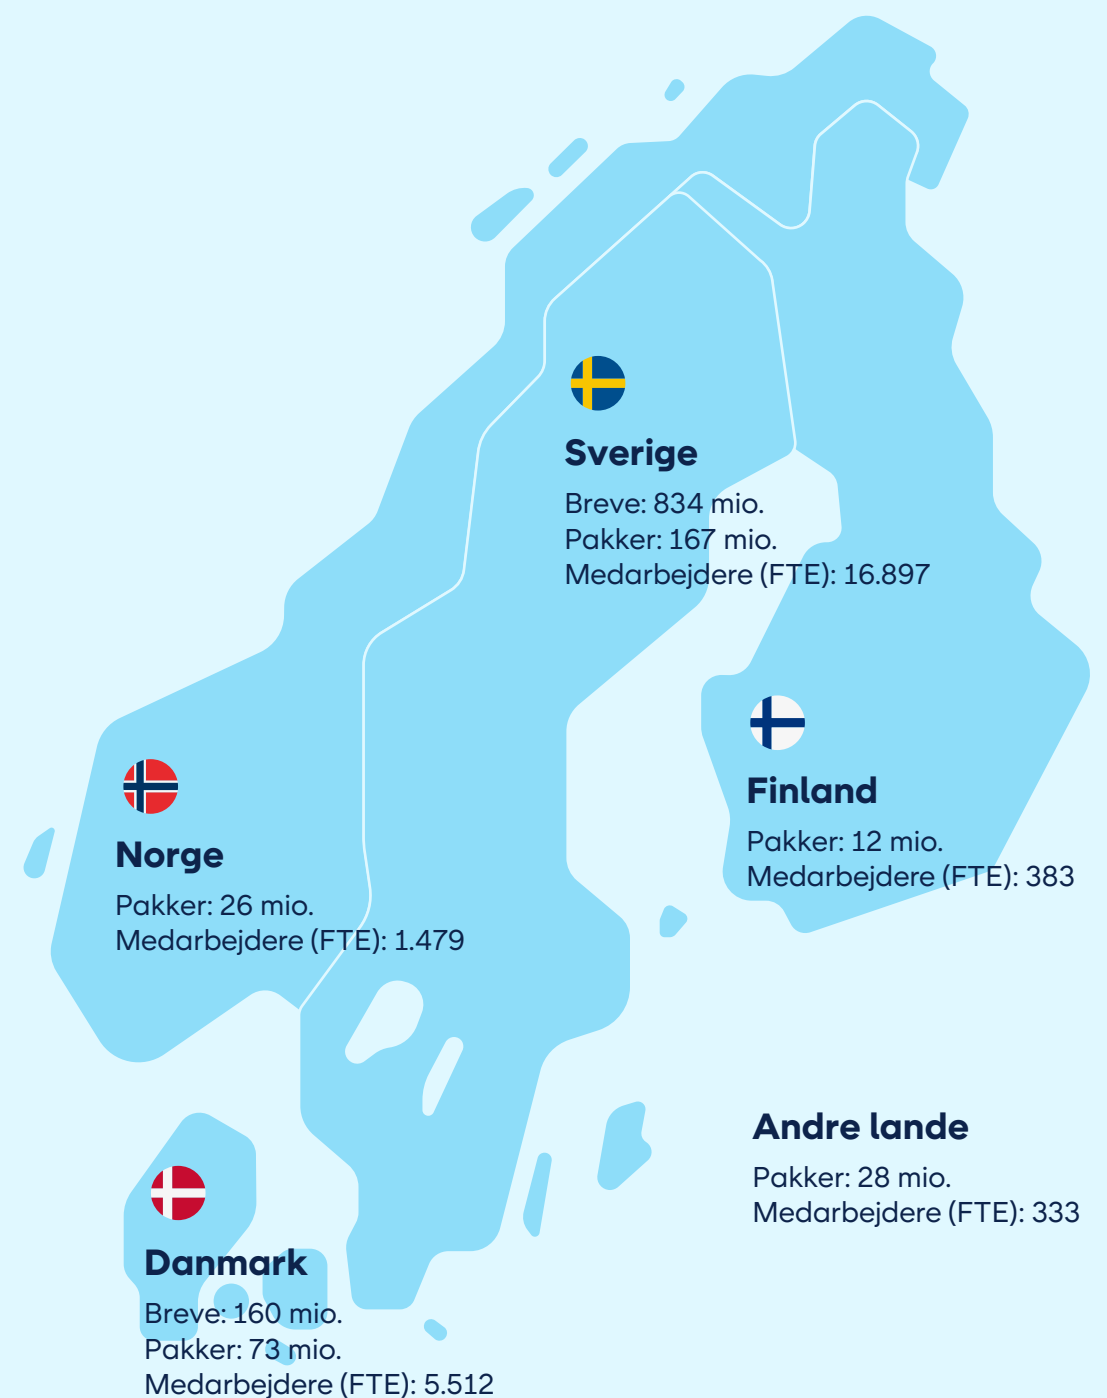 Sverige
Breve: 834 mio.
Pakker: 167 mio.
Medarbejdere (FTE): 16.897
Finland
Pakker: 12 mio.
Medarbejdere (FTE): 383
Norge
Pakker: 26 mio.
Medarbejdere (FTE): 1.479
Andre lande
Pakker: 28 mio.
Medarbejdere (FTE): 333
Danmark
Breve: 160 mio.
Pakker: 73 mio.
Medarbejdere (FTE): 5.512